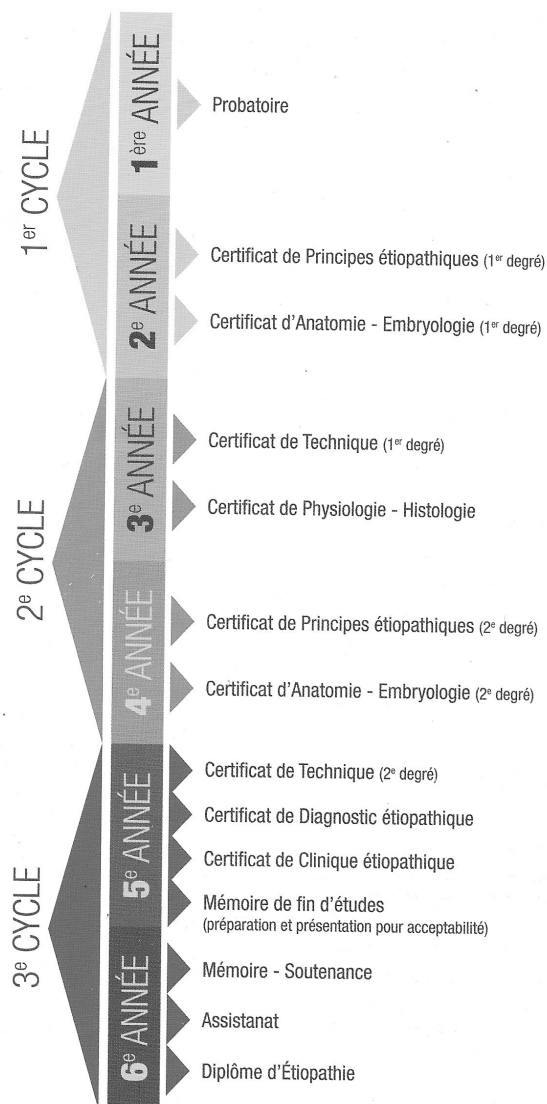 1er CYCLE
1ère ANNÉE
Probatoire
2e ANNÉE
Certificat de Principes étiopathiques (1er degré)
Certificat d'Anatomie - Embryologie (1er degré)
2e CYCLE
3e ANNÉE
Certificat de Technique (1er degré)
Certificat de Physiologie - Histologie
4e ANNÉE
Certificat de Principes étiopathiques (2e degré)
Certificat d'Anatomie - Embryologie (2e degré)
3e CYCLE
5e ANNÉE
Certificat de Technique (2e degré)
Certificat de Diagnostic étiopathique
Certificat de Clinique étiopathique
Mémoire de fin d'études
(préparation et présentation pour acceptabilité)
6e ANNÉE
Mémoire - Soutenance
Assistanat
Diplôme d'Étiopathie